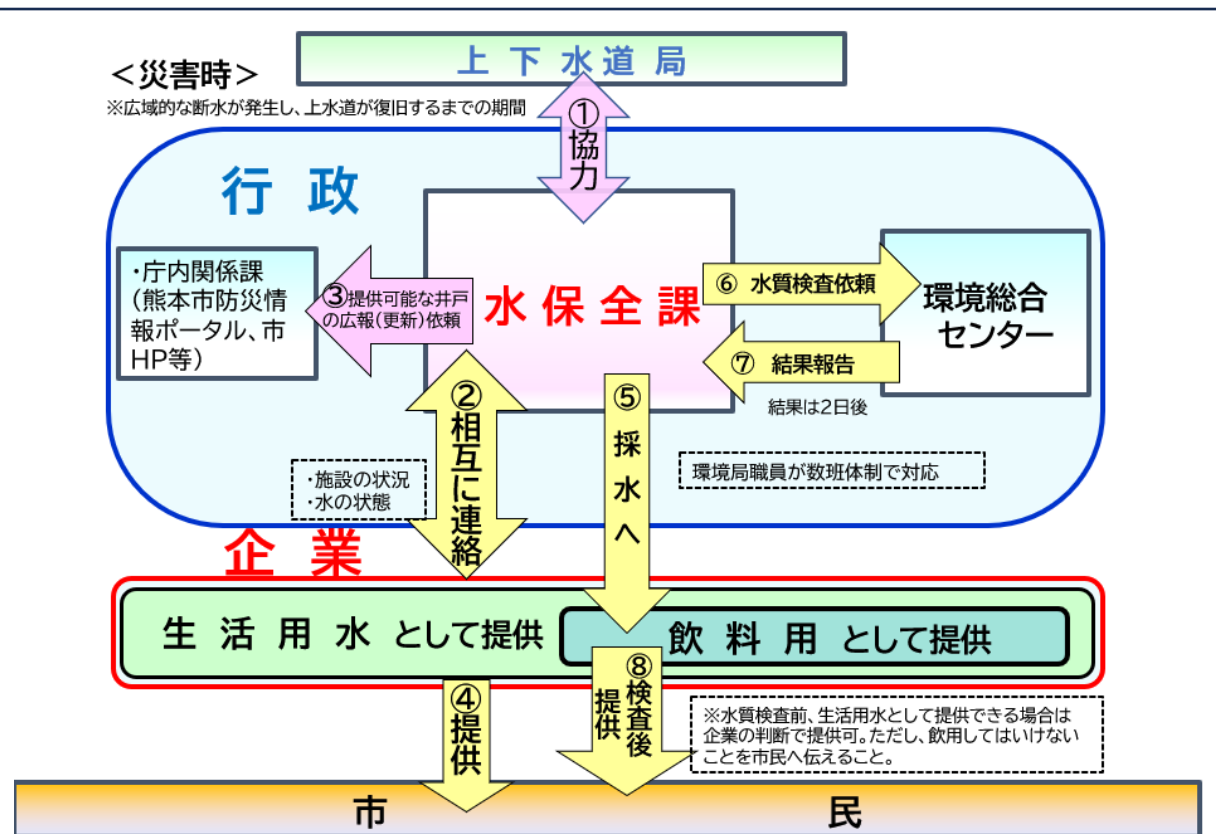 上下水道局
＜災害時＞
※広域的な断水が発生し、上水道が復旧するまでの期間
①協力
行政
・庁内関係課
（熊本市防災情
報ポータル、市
HP等）
③提供可能な井戸
の広報（更新）依頼
水保全課
⑥ 水質検査依頼
環境総合
センター
⑦ 結果報告
結果は2日後
②相互に連絡
⑤採水へ
・施設の状況
・水の状態
環境局職員が数班体制で対応
企業
生活用水として提供
飲料用として提供
④提供
⑧検査後
提供
※水質検査前、生活用水として提供できる場合は
企業の判断で提供可。ただし、飲用してはいけない
ことを市民へ伝えること。
市民